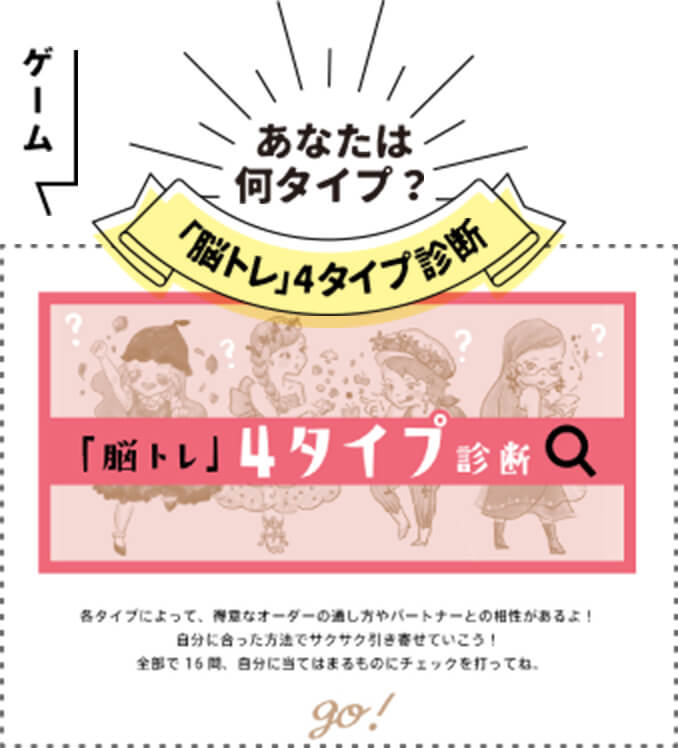 ゲーム
あなたは
何タイプ？
「脳トレ」4タイプ診断
?
?
?
?
「脳トレ」4タイプ診断
各タイプによって、得意なオーダーの通し方やパートナーとの相性があるよ！
自分に合った方法でサクサク引き寄せていこう！
全部で16問、自分に当てはまるものにチェックを打ってね。
go!